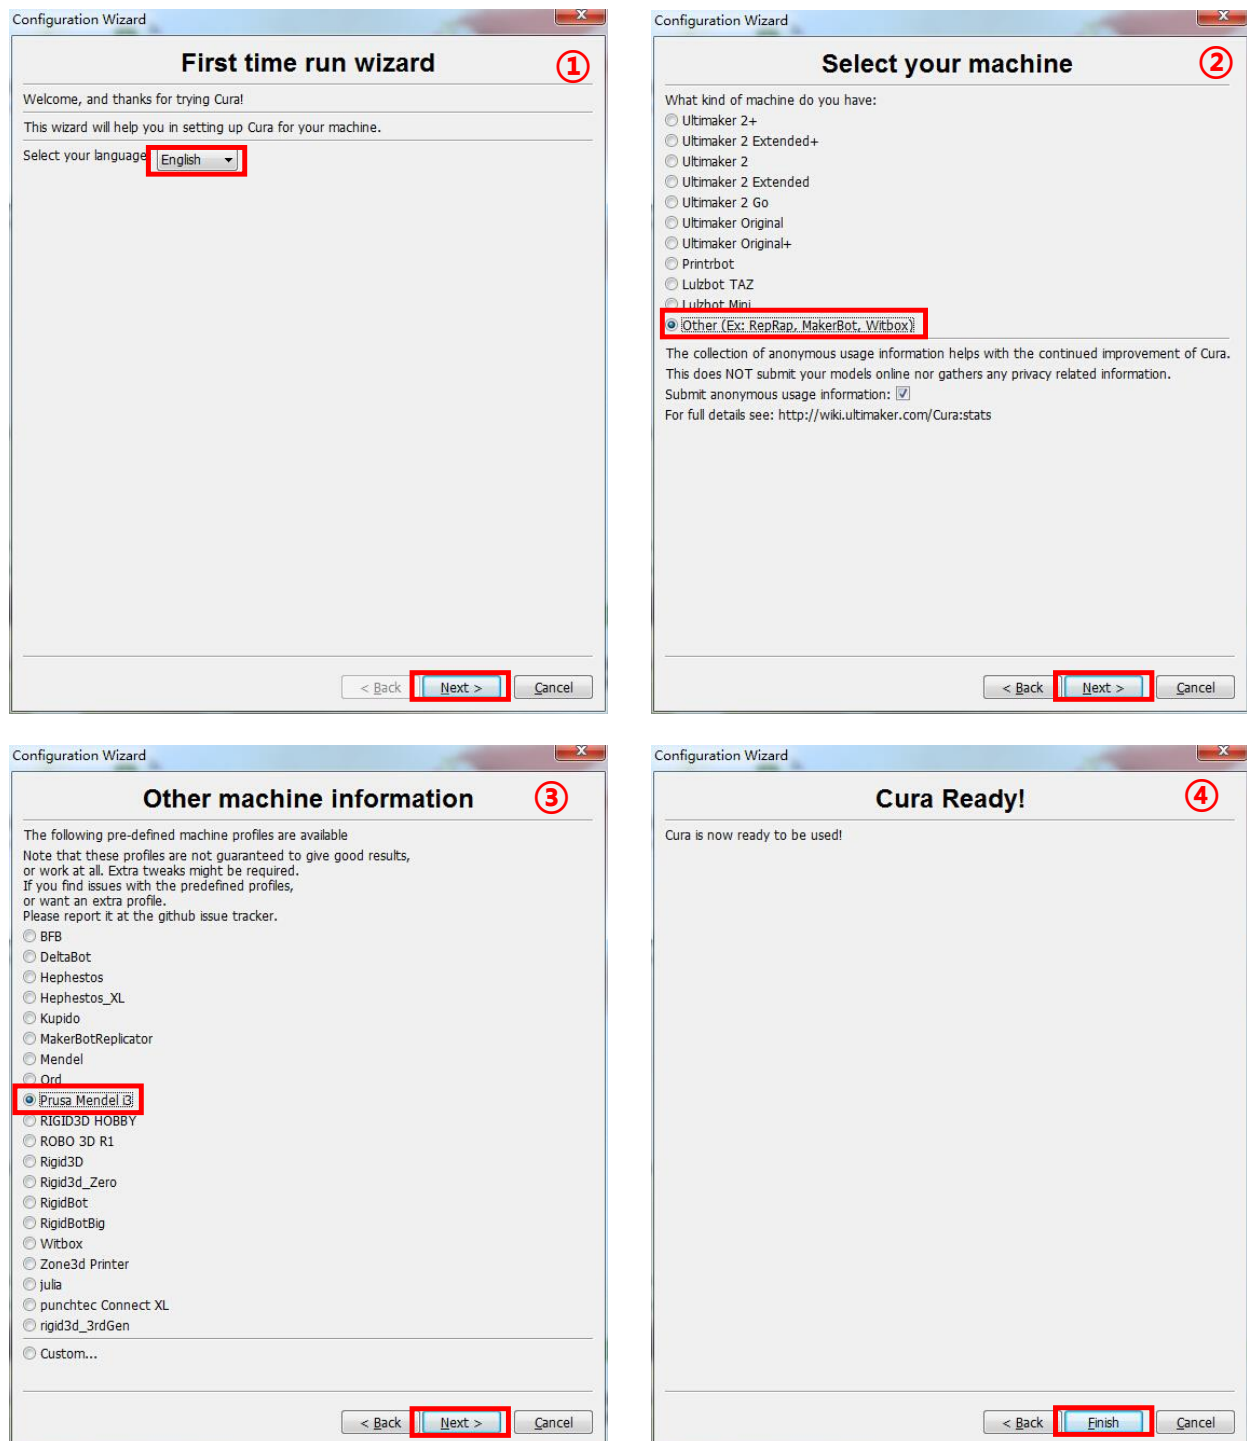 Configuration Wizard
X
First time run wizard
①
Welcome, and thanks for trying Cura!
This wizard will help you in setting up Cura for your machine.
Select your language
English
< Back
Next >
Cancel
Configuration Wizard
X
Select your machine
②
What kind of machine do you have:
Ultimaker 2+
Ultimaker 2 Extended+
Ultimaker 2
Ultimaker 2 Extended
Ultimaker 2 Go
Ultimaker Original
Ultimaker Original+
Printrbot
Lulzbot TAZ
Lulzbot Mini
Other (Ex: RepRap, MakerBot, Witbox)
The collection of anonymous usage information helps with the continued improvement of Cura.
This does NOT submit your models online nor gathers any privacy related information.
Submit anonymous usage information:
For full details see: http://wiki.ultimaker.com/Cura:stats
< Back
Next >
Cancel
Configuration Wizard
X
Other machine information
③
The following pre-defined machine profiles are available
Note that these profiles are not guaranteed to give good results,
or work at all. Extra tweaks might be required.
If you find issues with the predefined profiles,
or want an extra profile.
Please report it at the github issue tracker.
BFB
DeltaBot
Hephestos
Hephestos_XL
Kupido
MakerBotReplicator
Mendel
Ord
Prusa Mendel i3
RIGID3D HOBBY
ROBO 3D R1
Rigid3D
Rigid3d_Zero
RigidBot
RigidBotBig
Witbox
Zone3d Printer
julia
punchtec Connect XL
rigid3d_3rdGen
Custom...
< Back
Next >
Cancel
Configuration Wizard
X
Cura Ready!
④
Cura is now ready to be used!
< Back
Finish
Cancel